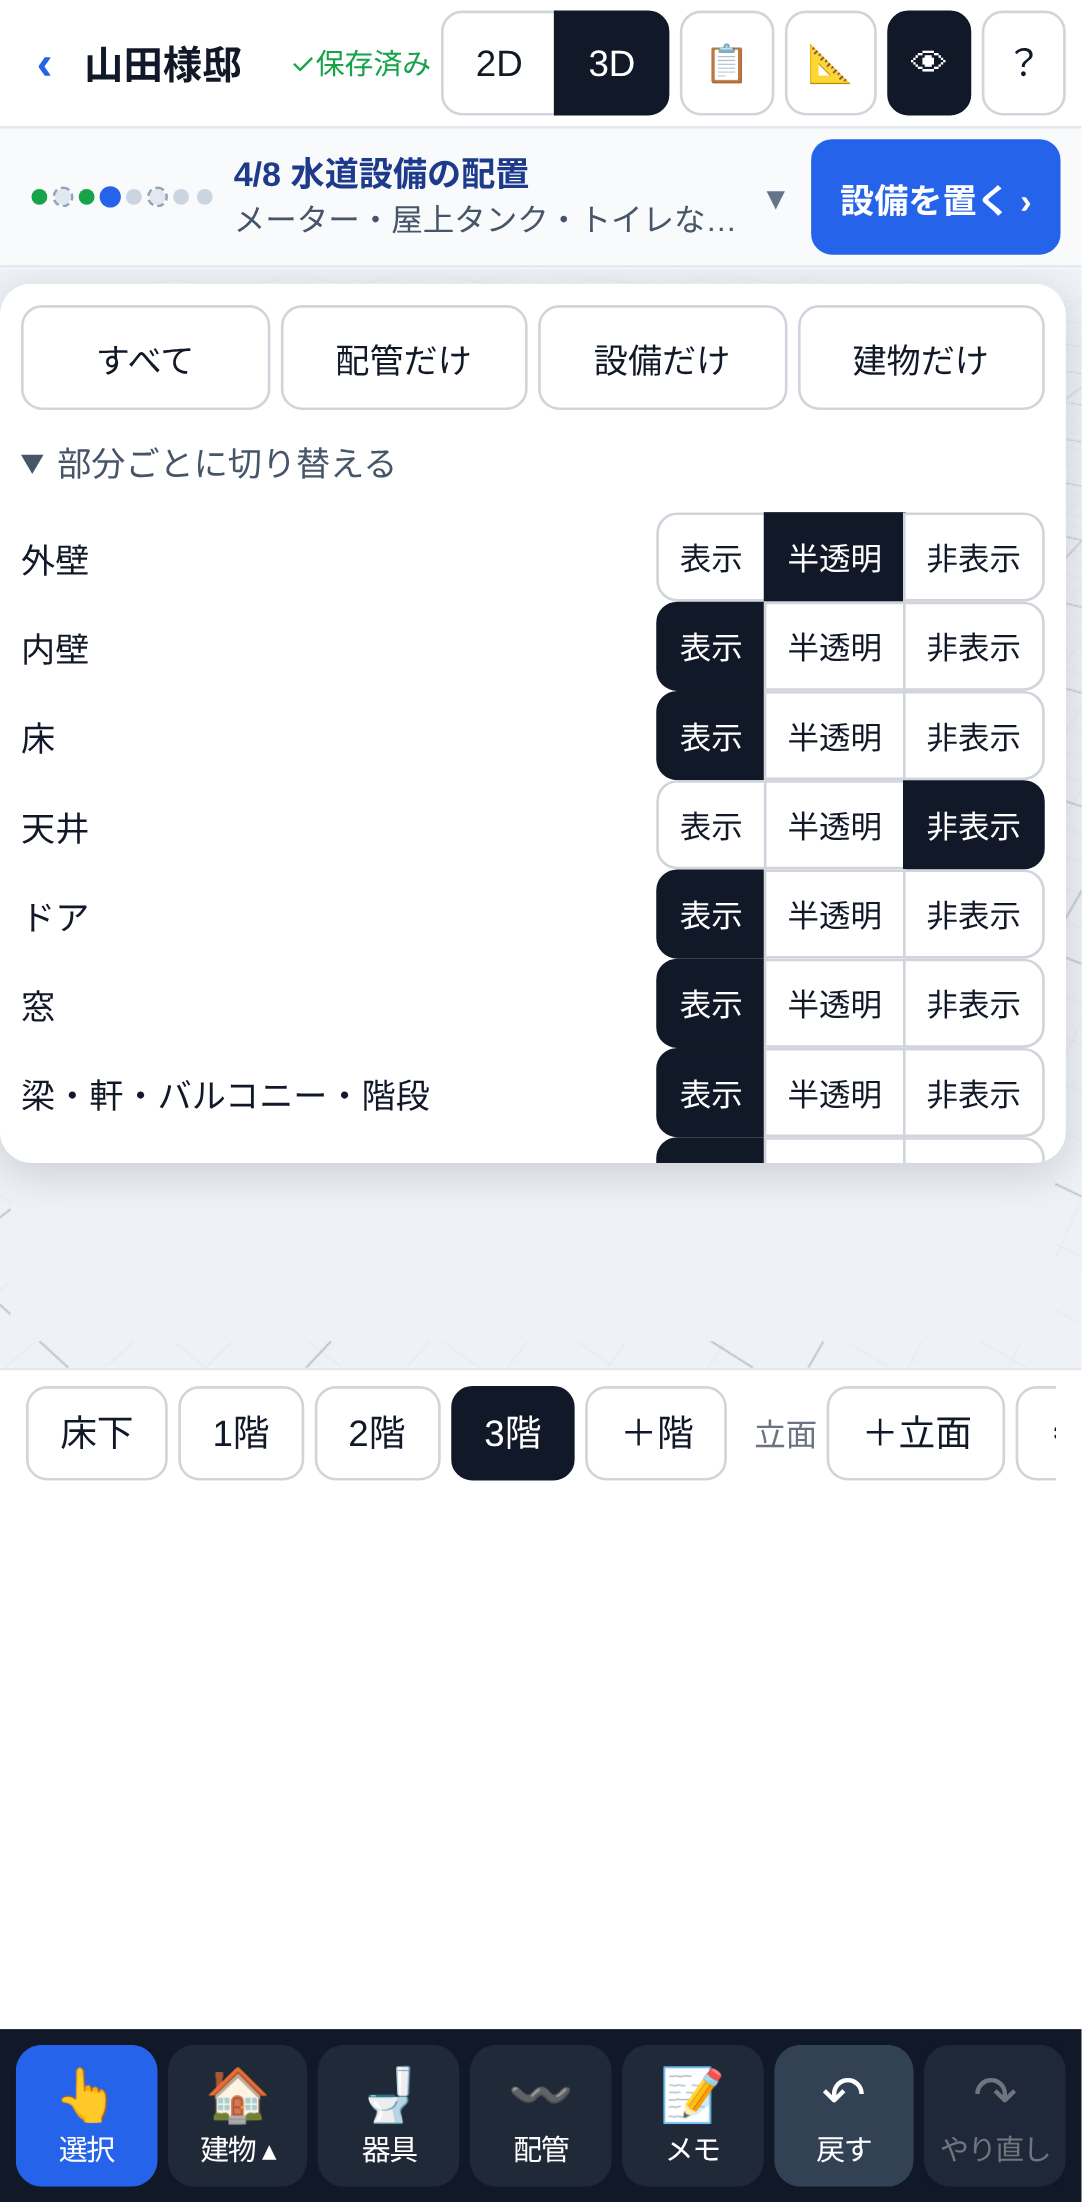 ‹ 山田様邸 ✓保存済み 2D 3D ?
4/8 水道設備の配置
メーター・屋上タンク・トイレな… ▼
設備を置く ›
すべて 配管だけ 設備だけ 建物だけ
▼ 部分ごとに切り替える
外壁 表示 半透明 非表示
内壁 表示 半透明 非表示
床 表示 半透明 非表示
天井 表示 半透明 非表示
ドア 表示 半透明 非表示
窓 表示 半透明 非表示
梁・軒・バルコニー・階段 表示 半透明 非表示
床下 1階 2階 3階 ＋階 立面 ＋立面
選択 建物▲ 器具 配管 メモ 戻す やり直し